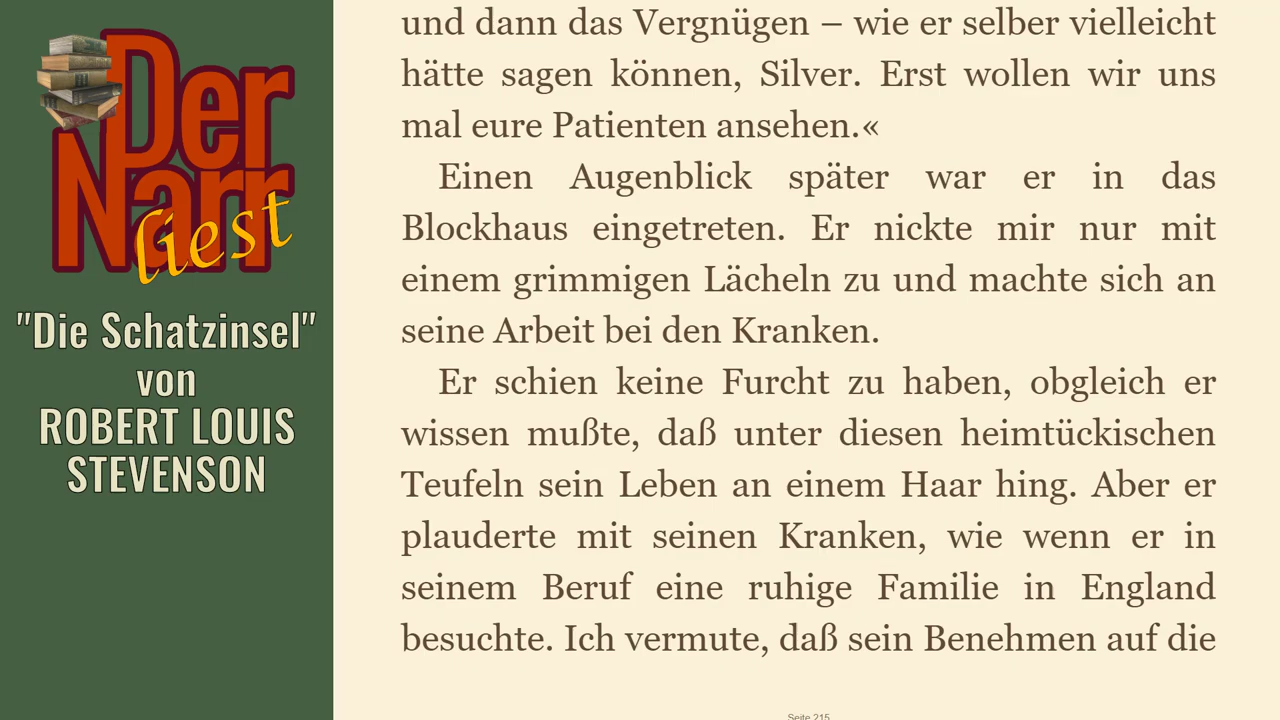 Der
Narr
liest
"Die Schatzinsel"
von
ROBERT LOUIS
STEVENSON
und dann das Vergnügen – wie er selber vielleicht
hätte sagen können, Silver. Erst wollen wir uns
mal eure Patienten ansehen.«
Einen Augenblick später war er in das
Blockhaus eingetreten. Er nickte mir nur mit
einem grimmigen Lächeln zu und machte sich an
seine Arbeit bei den Kranken.
Er schien keine Furcht zu haben, obgleich er
wissen mußte, daß unter diesen heimtückischen
Teufeln sein Leben an einem Haar hing. Aber er
plauderte mit seinen Kranken, wie wenn er in
seinem Beruf eine ruhige Familie in England
besuchte. Ich vermute, daß sein Benehmen auf die
Seite 215